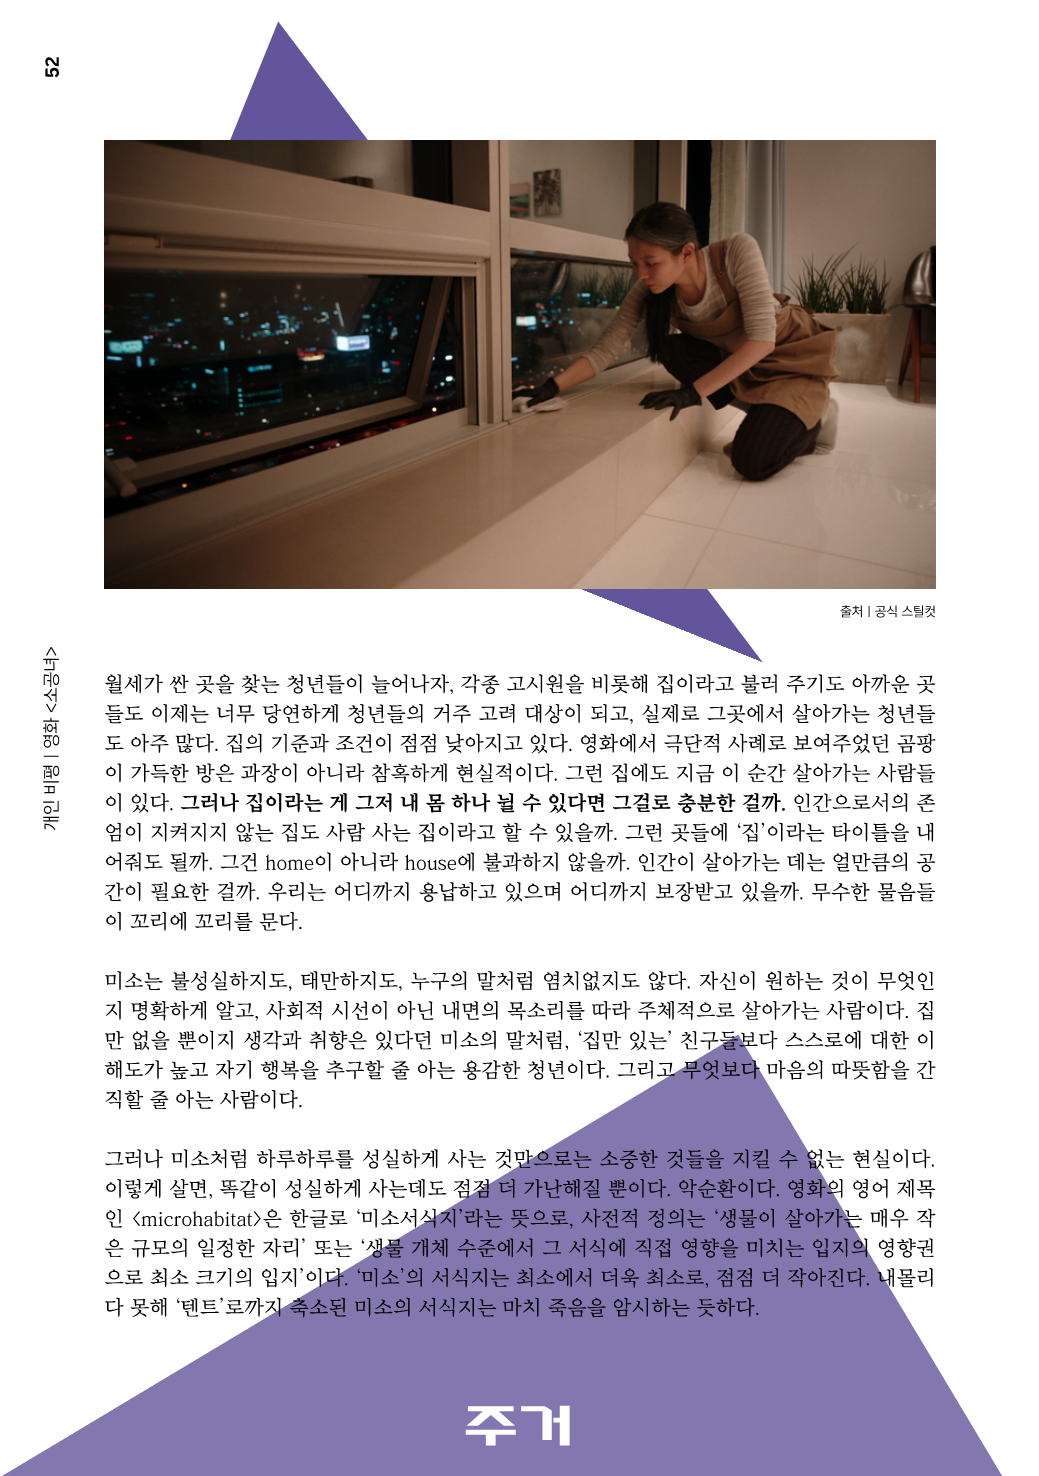 52
출처 | 공식 스틸컷
개인 비평 | 영화 <소공녀>
월세가 싼 곳을 찾는 청년들이 늘어나자, 각종 고시원을 비롯해 집이라고 불러 주기도 아까운 곳
들도 이제는 너무 당연하게 청년들의 거주 고려 대상이 되고, 실제로 그곳에서 살아가는 청년들
도 아주 많다. 집의 기준과 조건이 점점 낮아지고 있다. 영화에서 극단적 사례로 보여주었던 곰팡
이 가득한 방은 과장이 아니라 참혹하게 현실적이다. 그런 집에도 지금 이 순간 살아가는 사람들
이 있다. 그러나 집이라는 게 그저 내 몸 하나 뉠 수 있다면 그걸로 충분한 걸까. 인간으로서의 존
엄이 지켜지지 않는 집도 사람 사는 집이라고 할 수 있을까. 그런 곳들에 ‘집’이라는 타이틀을 내
어줘도 될까. 그건 home이 아니라 house에 불과하지 않을까. 인간이 살아가는 데는 얼만큼의 공
간이 필요한 걸까. 우리는 어디까지 용납하고 있으며 어디까지 보장받고 있을까. 무수한 물음들
이 꼬리에 꼬리를 문다.
미소는 불성실하지도, 태만하지도, 누구의 말처럼 염치없지도 않다. 자신이 원하는 것이 무엇인
지 명확하게 알고, 사회적 시선이 아닌 내면의 목소리를 따라 주체적으로 살아가는 사람이다. 집
만 없을 뿐이지 생각과 취향은 있다던 미소의 말처럼, ‘집만 있는’ 친구들보다 스스로에 대한 이
해도가 높고 자기 행복을 추구할 줄 아는 용감한 청년이다. 그리고 무엇보다 마음의 따뜻함을 간
직할 줄 아는 사람이다.
그러나 미소처럼 하루하루를 성실하게 사는 것만으로는 소중한 것들을 지킬 수 없는 현실이다.
이렇게 살면, 똑같이 성실하게 사는데도 점점 더 가난해질 뿐이다. 악순환이다. 영화의 영어 제목
인 〈microhabitat〉은 한글로 ‘미소서식지’라는 뜻으로, 사전적 정의는 ‘생물이 살아가는 매우 작
은 규모의 일정한 자리’ 또는 ‘생물 개체 수준에서 그 서식에 직접 영향을 미치는 입지의 영향권
으로 최소 크기의 입지’이다. ‘미소’의 서식지는 최소에서 더욱 최소로, 점점 더 작아진다. 내몰리
다 못해 ‘텐트’로까지 축소된 미소의 서식지는 마치 죽음을 암시하는 듯하다.
주거